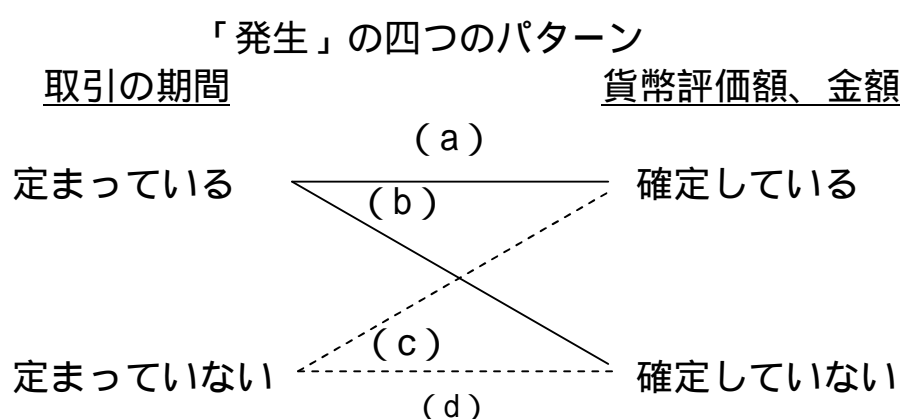 「発生」の四つのパターン
取引の期間 貨幣評価額、金額
(a)
定まっている (b) 確定している
(c)
定まっていない 確定していない
(d)